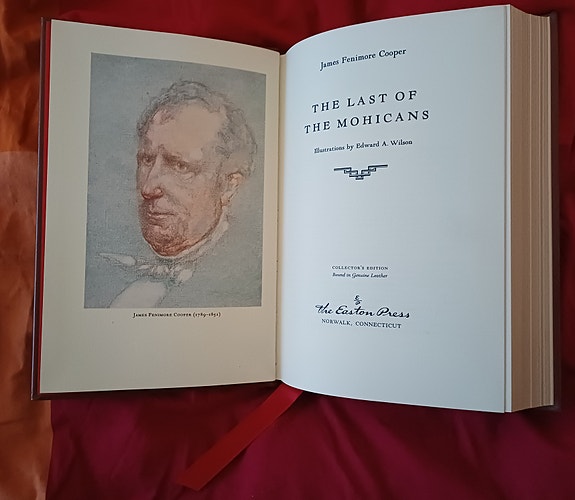 JAMES FENIMORE COOPER (1789-1851)
James Fenimore Cooper
THE LAST OF
THE MOHICANS
Illustrations by Edward A. Wilson
COLLECTOR'S EDITION
Bound in Genuine Leather
the Easton Press
NORWALK, CONNECTICUT